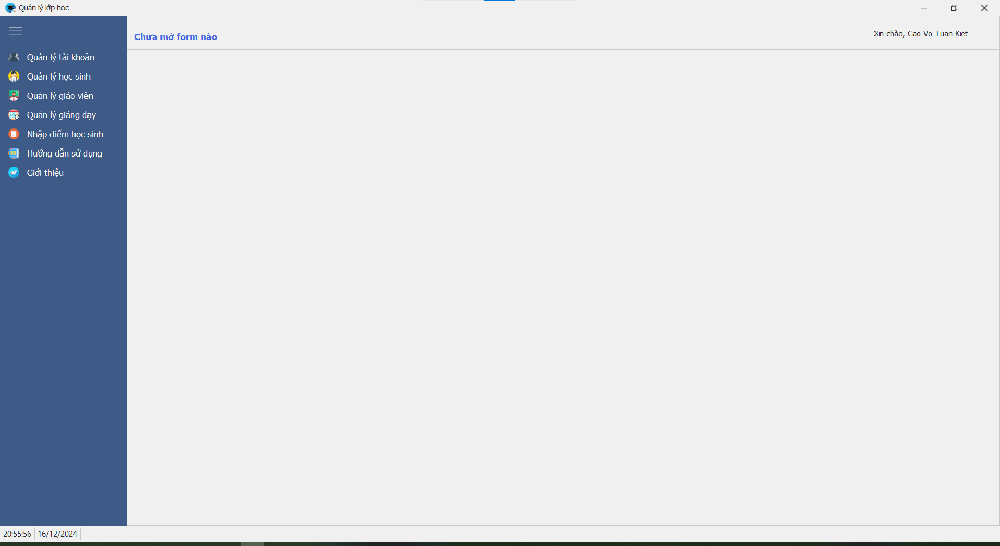 Quản lý lớp học
Chưa mở form nào
Xin chào, Cao Vo Tuan Kiet
Quản lý tài khoản
Quản lý học sinh
Quản lý giáo viên
Quản lý giảng dạy
Nhập điểm học sinh
Hướng dẫn sử dụng
Giới thiệu
20:55:56 16/12/2024